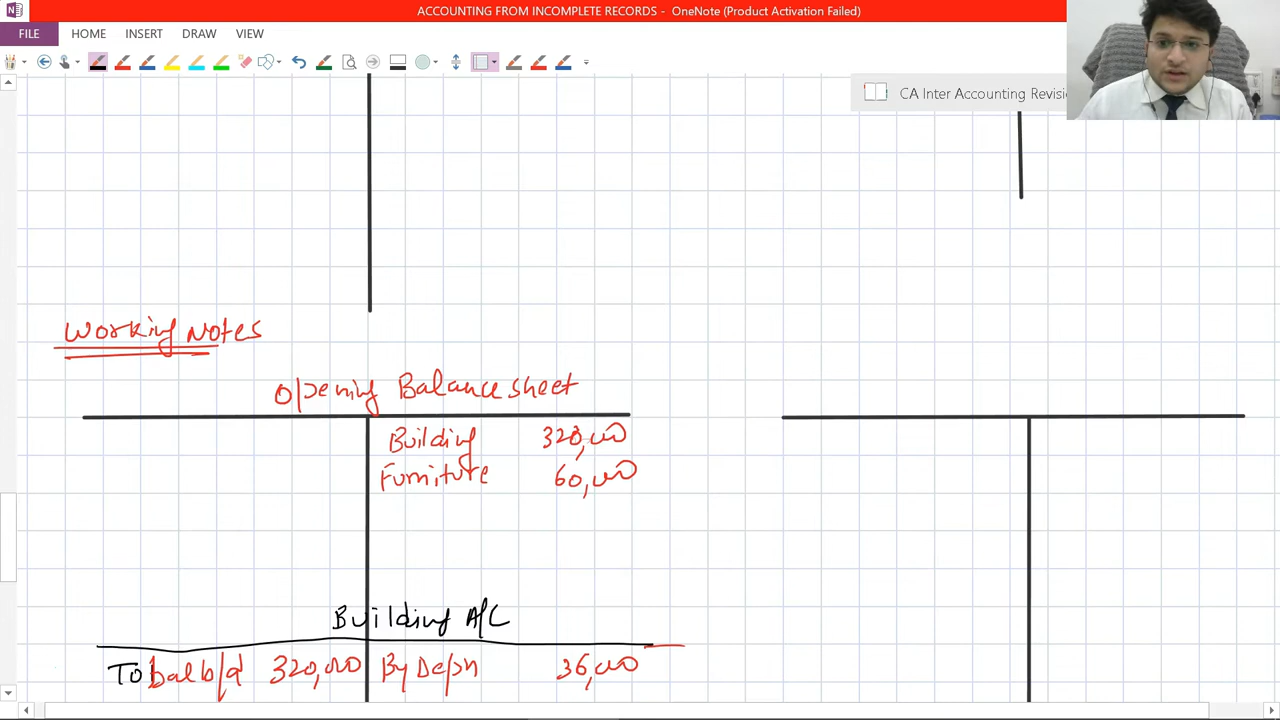 ACCOUNTING FROM INCOMPLETE RECORDS - OneNote (Product Activation Failed)
FILE HOME INSERT DRAW VIEW
CA Inter Accounting Revisi
Working Notes
Opening Balance sheet
Building 320,000
Furniture 60,000
Building A/C
To bal b/d 320,000 By Depn 36,000